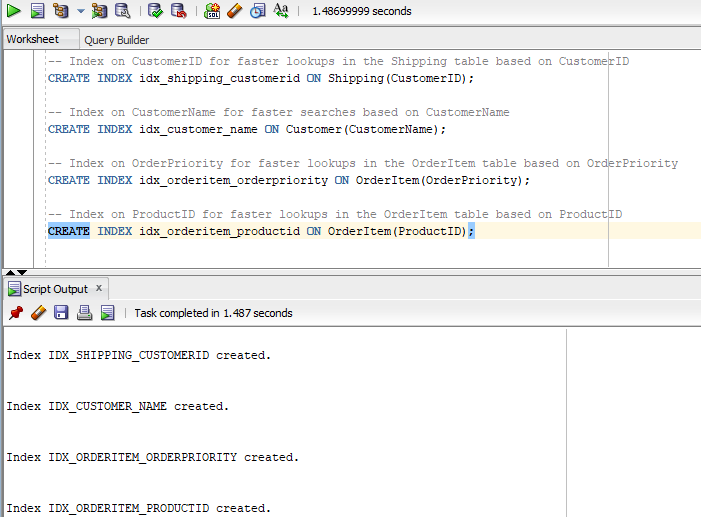 1.48699999 seconds
Worksheet Query Builder
-- Index on CustomerID for faster lookups in the Shipping table based on CustomerID
CREATE INDEX idx_shipping_customerid ON Shipping(CustomerID);
-- Index on CustomerName for faster searches based on CustomerName
CREATE INDEX idx_customer_name ON Customer(CustomerName);
-- Index on OrderPriority for faster lookups in the OrderItem table based on OrderPriority
CREATE INDEX idx_orderitem_orderpriority ON OrderItem(OrderPriority);
-- Index on ProductID for faster lookups in the OrderItem table based on ProductID
CREATE INDEX idx_orderitem_productid ON OrderItem(ProductID);
Script Output x
Task completed in 1.487 seconds
Index IDX_SHIPPING_CUSTOMERID created.
Index IDX_CUSTOMER_NAME created.
Index IDX_ORDERITEM_ORDERPRIORITY created.
Index IDX_ORDERITEM_PRODUCTID created.